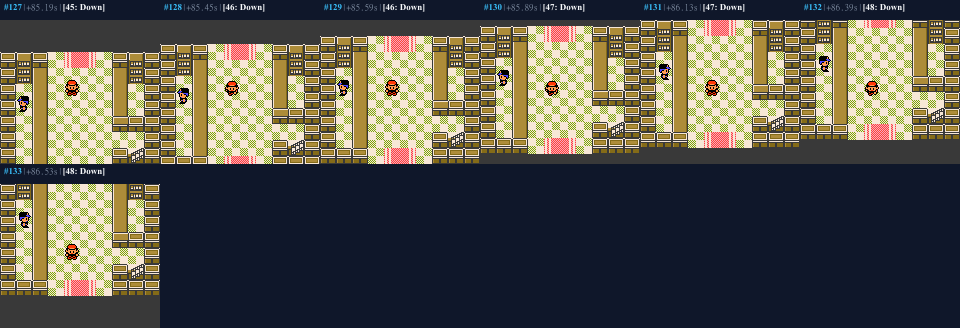 #127|+85.19s|[45: Down]
#128|+85.45s|[46: Down]
#129|+85.59s|[46: Down]
#130|+85.89s|[47: Down]
#131|+86.13s|[47: Down]
#132|+86.39s|[48: Down]
#133|+86.53s|[48: Down]